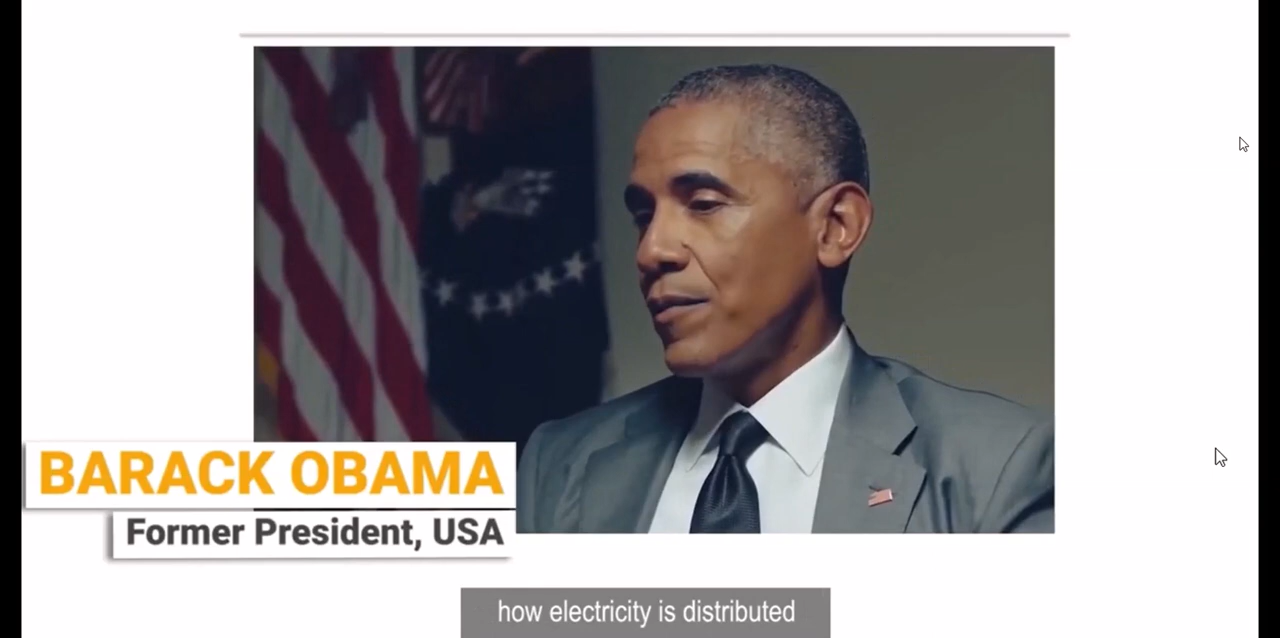 BARACK OBAMA
Former President, USA
how electricity is distributed